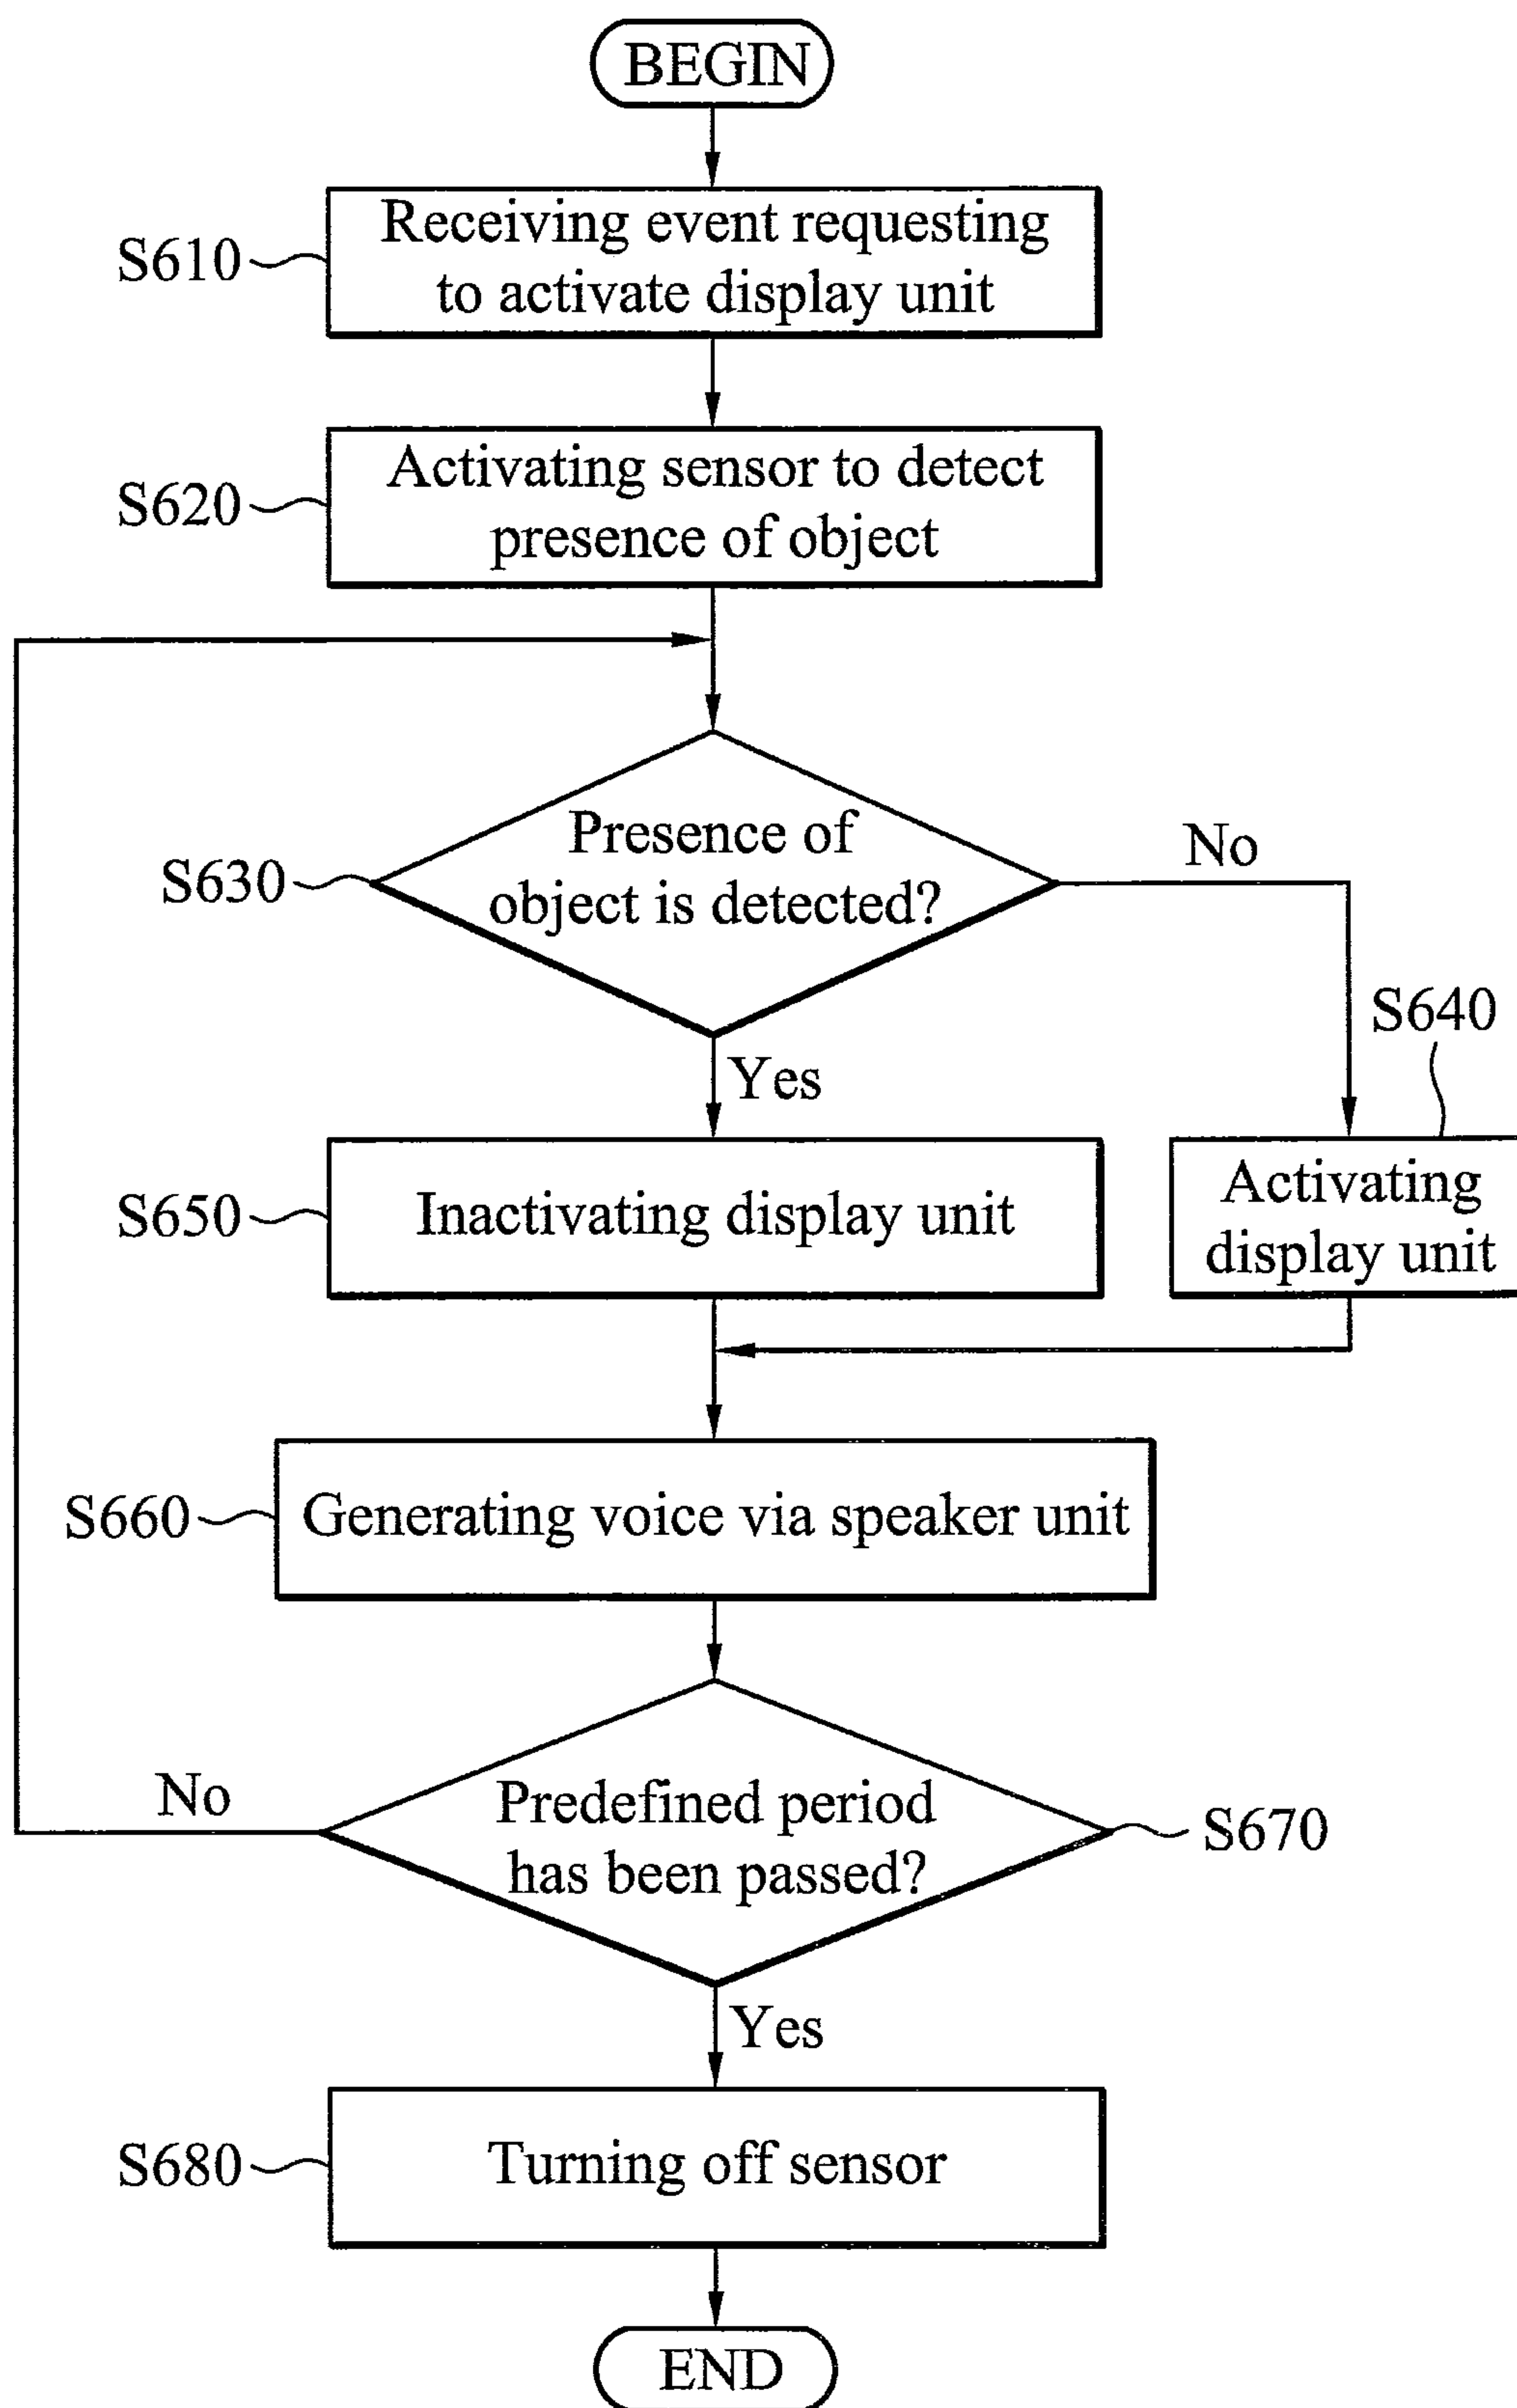 BEGIN
S610
Receiving event requesting
to activate display unit
S620
Activating sensor to detect
presence of object
S630
Presence of
object is detected?
No
Yes
S640
S650
Inactivating display unit
Activating
display unit
S660
Generating voice via speaker unit
No
Predefined period
has been passed?
S670
Yes
S680
Turning off sensor
END